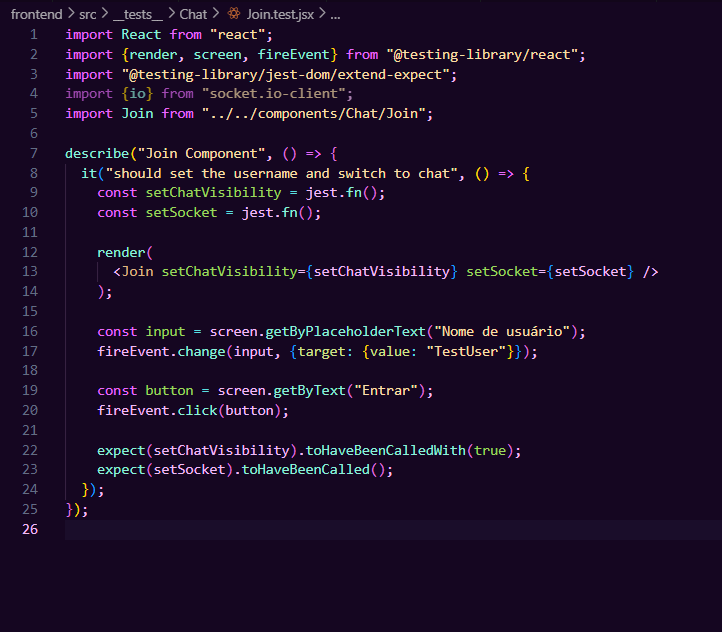 frontend > src > __tests__ > Chat > Join.test.jsx > ...
1 import React from "react";
2 import {render, screen, fireEvent} from "@testing-library/react";
3 import "@testing-library/jest-dom/extend-expect";
4 import {io} from "socket.io-client";
5 import Join from "../../components/Chat/Join";
6
7 describe("Join Component", () => {
8   it("should set the username and switch to chat", () => {
9     const setChatVisibility = jest.fn();
10     const setSocket = jest.fn();
11
12     render(
13       <Join setChatVisibility={setChatVisibility} setSocket={setSocket} />
14     );
15
16     const input = screen.getByPlaceholderText("Nome de usuário");
17     fireEvent.change(input, {target: {value: "TestUser"}});
18
19     const button = screen.getByText("Entrar");
20     fireEvent.click(button);
21
22     expect(setChatVisibility).toHaveBeenCalledWith(true);
23     expect(setSocket).toHaveBeenCalled();
24   });
25 });
26